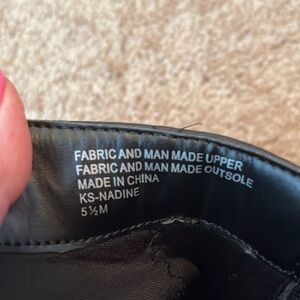 FABRIC AND MAN MADE UPPER
FABRIC AND MAN MADE OUTSOLE
MADE IN CHINA
KS-NADINE
5½M